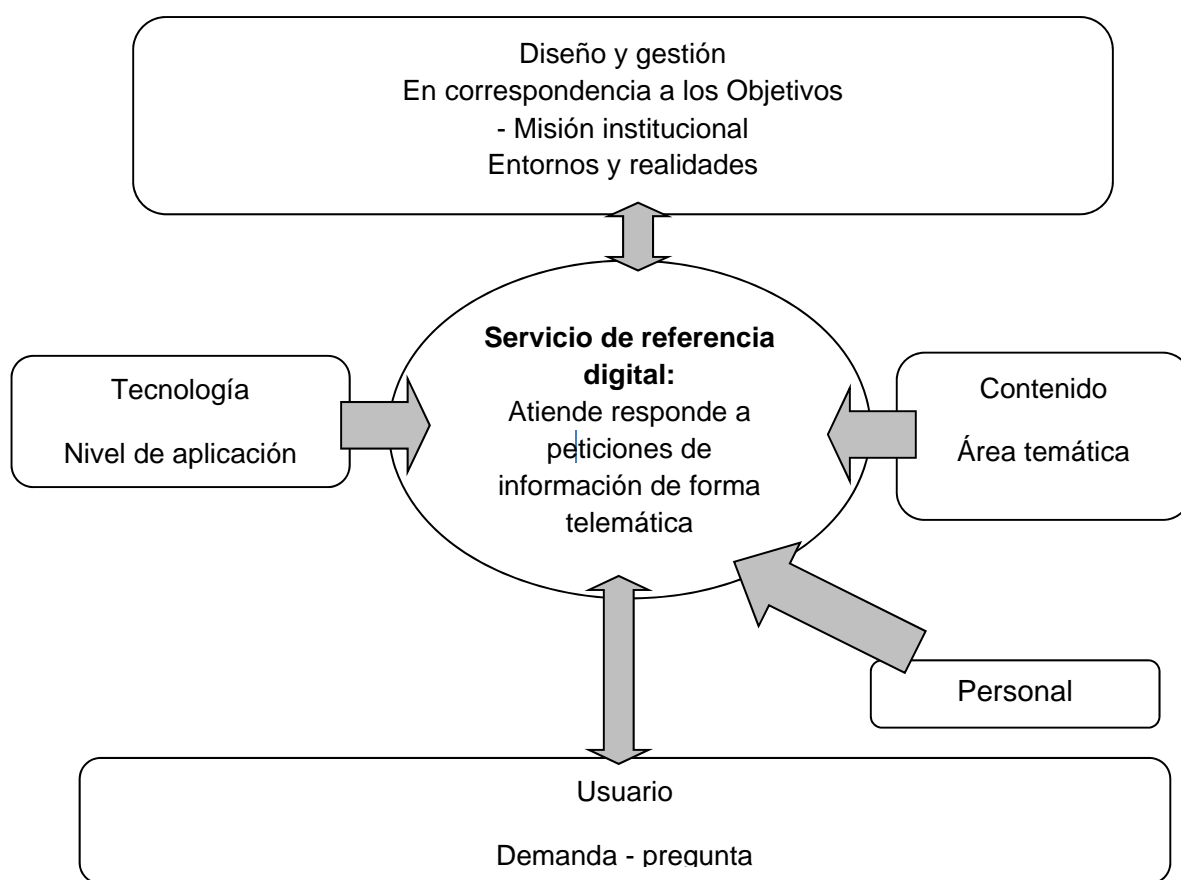 Diseño y gestión
En correspondencia a los Objetivos
- Misión institucional
Entornos y realidades
Servicio de referencia
digital:
Atiende responde a
peticiones de
información de forma
telemática
Tecnología
Nivel de aplicación
Contenido
Área temática
Personal
Usuario
Demanda - pregunta